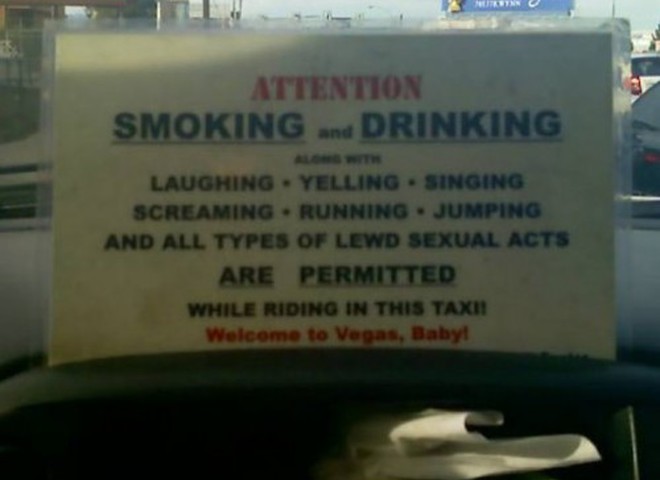 ATTENTION
SMOKING and DRINKING
ALONG WITH
LAUGHING • YELLING • SINGING
SCREAMING • RUNNING • JUMPING
AND ALL TYPES OF LEWD SEXUAL ACTS
ARE PERMITTED
WHILE RIDING IN THIS TAXI!
Welcome to Vegas, Baby!